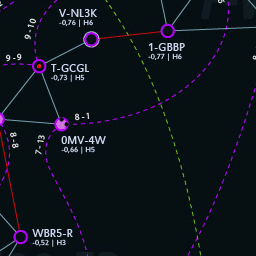 V-NL3K
-0,76 | H6
9-10
1-GBBP
-0,77 | H6
9-9
T-GCGL
-0,73 | H5
8-1
8-8
7-13
0MV-4W
-0,66 | H5
WBR5-R
-0,52 | H3